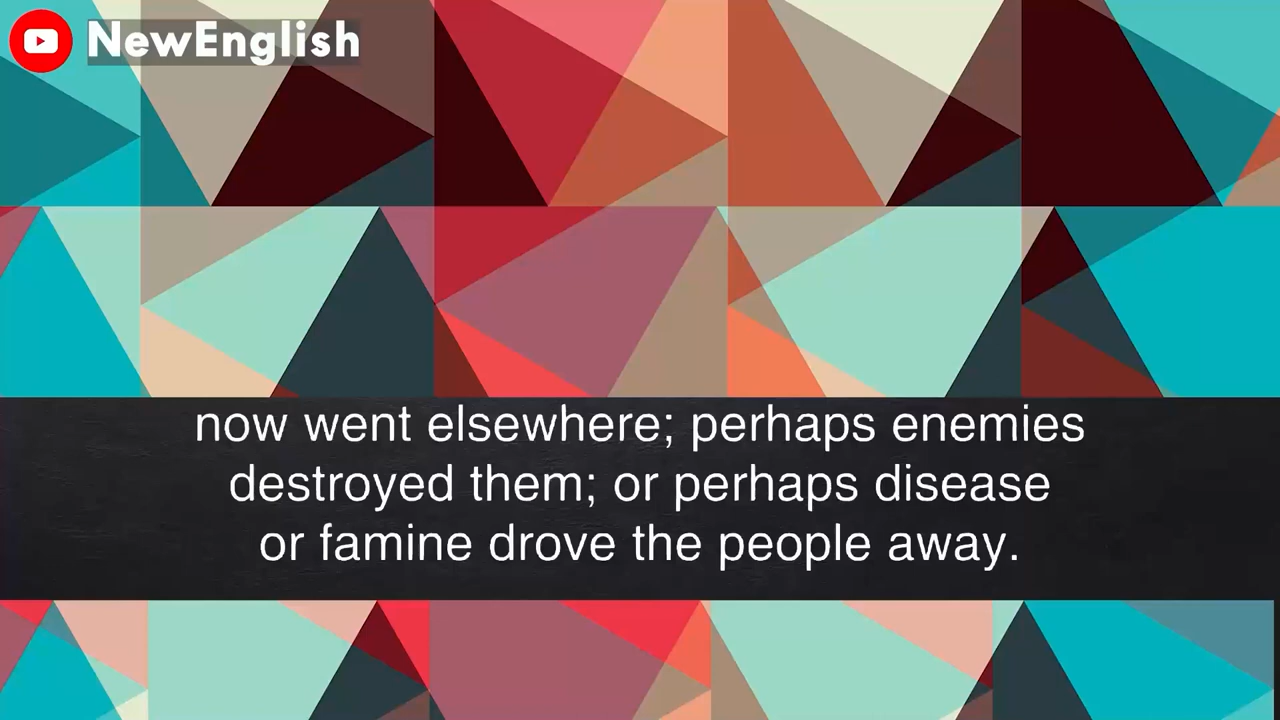 NewEnglish
now went elsewhere; perhaps enemies
destroyed them; or perhaps disease
or famine drove the people away.